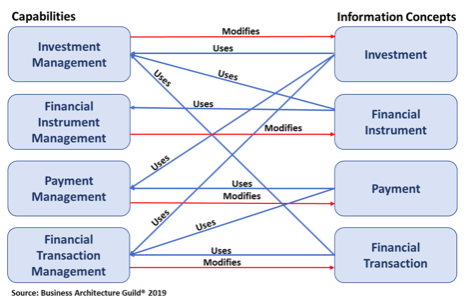 Capabilities
Information Concepts
Modifies
Investment
Management
Uses
Investment
Uses
Uses
Financial
Instrument
Management
Uses
Financial
Instrument
Modifies
Uses
Payment
Management
Uses
Payment
Modifies
Uses
Uses
Financial
Transaction
Management
Uses
Financial
Transaction
Modifies
Source: Business Architecture Guild® 2019